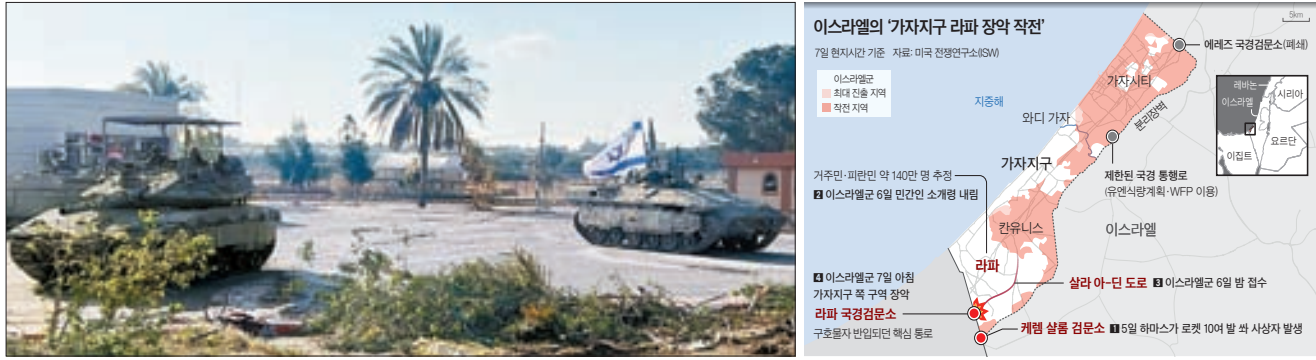 이스라엘의 '가자지구 라파 장악 작전'
7일 현지시간 기준 자료: 미국 전쟁연구소(ISW)
5km
이스라엘군
최대 진출 지역
작전 지역
에레즈 국경검문소(폐쇄)
가자시티
지중해
와디 가자
분리장벽
레바논
시리아
이스라엘
요르단
이집트
가자지구
제한된 국경 통행로
(유엔식량계획·WFP 이용)
거주민·피란민 약 140만 명 추정
2 이스라엘군 6일 민간인 소개령 내림
칸유니스
이스라엘
라파
4 이스라엘군 7일 아침
가자지구 쪽 구역 장악
살라 아-딘 도로 3 이스라엘군 6일 밤 접수
라파 국경검문소
구호물자 반입되던 핵심 통로
케렘 샬롬 검문소 1 5일 하마스가 로켓 10여 발 쏴 사상자 발생